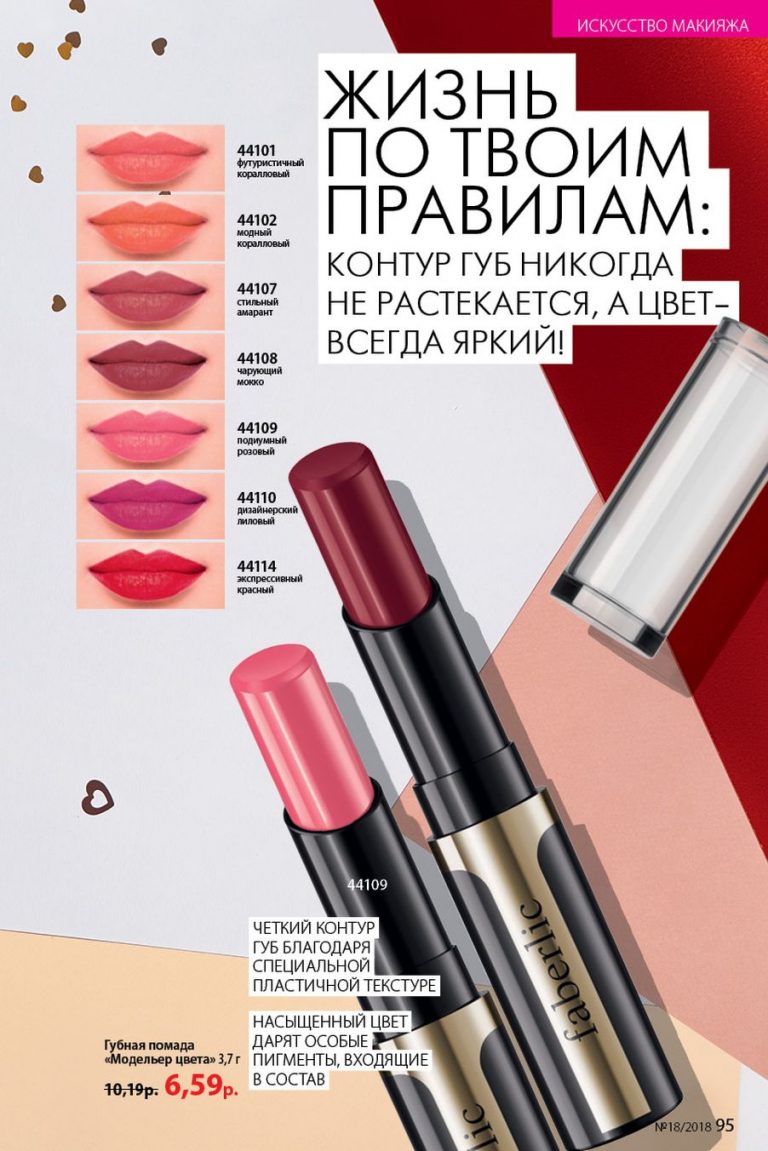 ИСКУССТВО МАКИЯЖА
ЖИЗНЬ
ПО ТВОИМ
ПРАВИЛАМ:
КОНТУР ГУБ НИКОГДА
НЕ РАСТЕКАЕТСЯ, А ЦВЕТ–
ВСЕГДА ЯРКИЙ!
44101
футуристичный
коралловый
44102
модный
коралловый
44107
стильный
амарант
44108
чарующий
мокко
44109
подиумный
розовый
44110
дизайнерский
лиловый
44114
экспрессивный
красный
44109
ЧЕТКИЙ КОНТУР
ГУБ БЛАГОДАРЯ
СПЕЦИАЛЬНОЙ
ПЛАСТИЧНОЙ ТЕКСТУРЕ
НАСЫЩЕННЫЙ ЦВЕТ
ДАРЯТ ОСОБЫЕ
ПИГМЕНТЫ, ВХОДЯЩИЕ
В СОСТАВ
Губная помада
«Модельер цвета» 3,7 г
10,19р. 6,59р.
faberlic
lic
№18/2018 95